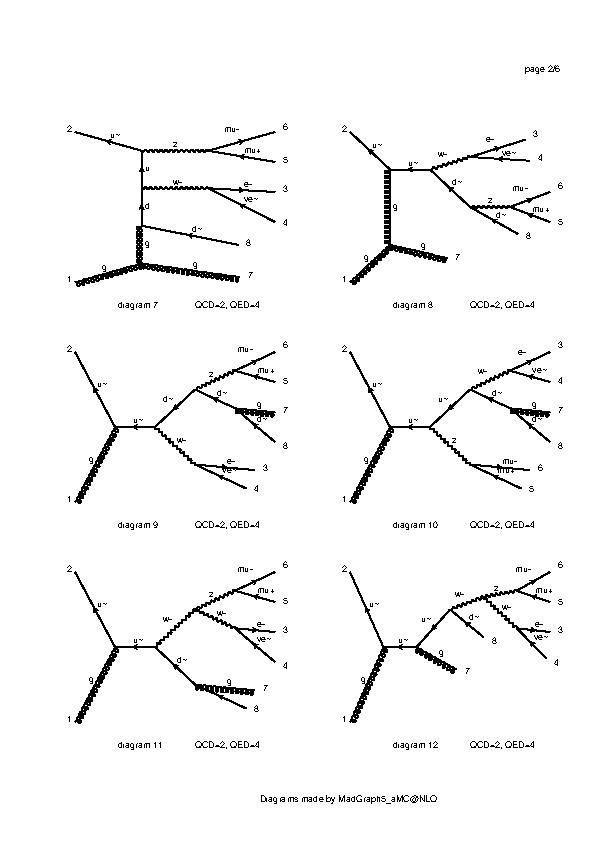 page 2/6
2 u~ z mu- 6
mu+ 5
u
w- e- 3
d ve~ 4
d~ 8
g
1 g g 7
diagram 7 QCD=2, QED=4
2 u~ e- 3
w- 4
u~ d~ mu- 6
z mu+ 5
g d~ 8
g 7
1 g
diagram 8 QCD=2, QED=4
2 mu- 6
z mu+ 5
u~ d~ d~ g 7
d~ 8
u~ w-
g e- 3
ve~ 4
1
diagram 9 QCD=2, QED=4
2 e- 3
w- ve~ 4
u~ u~ d~ g 7
d~ 8
u~ z
g mu- 6
mu+ 5
1
diagram 10 QCD=2, QED=4
2 mu- 6
z mu+ 5
u~ w- w- e- 3
ve~ 4
u~ d~
g g 7
8
1
diagram 11 QCD=2, QED=4
2 mu- 6
w- z mu+ 5
u~ w- e- 3
u~ d~ 8 ve~ 4
u~
g g 7
1
diagram 12 QCD=2, QED=4
Diagrams made by MadGraph5_aMC@NLO